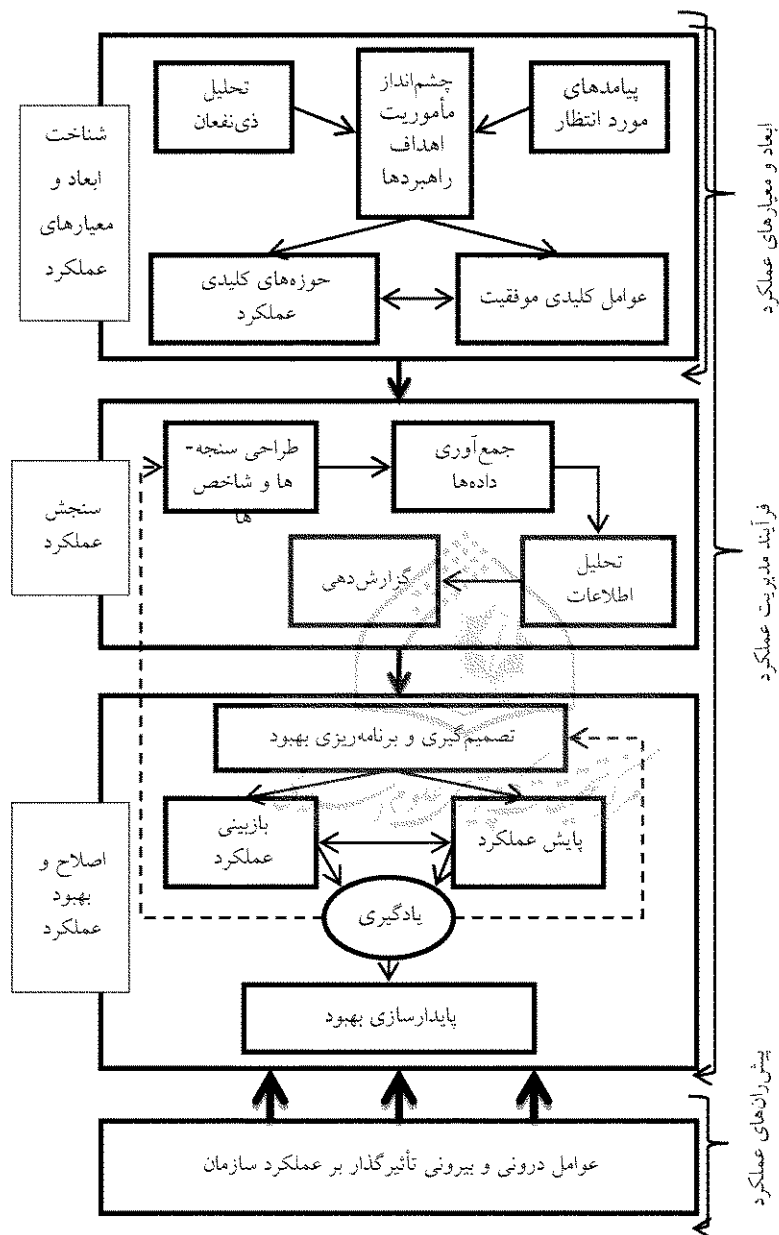 پیامدهای
مورد انتظار
چشم‌انداز
مأموریت
اهداف
راهبردها
تحلیل
ذی‌نفعان
عوامل کلیدی موفقیت
حوزه‌های کلیدی
عملکرد
شناخت
ابعاد و
معیارهای
عملکرد
ابعاد و معیارهای عملکرد
طراحی سنجه-
ها و شاخص
ها
جمع‌آوری
داده‌ها
تحلیل
اطلاعات
گزارش‌دهی
سنجش
عملکرد
فرآیند مدیریت عملکرد
تصمیم‌گیری و برنامه‌ریزی بهبود
پایش عملکرد
بازبینی
عملکرد
یادگیری
پایدارسازی بهبود
اصلاح و
بهبود
عملکرد
عوامل درونی و بیرونی تأثیرگذار بر عملکرد سازمان
پیش‌ران‌های عملکرد